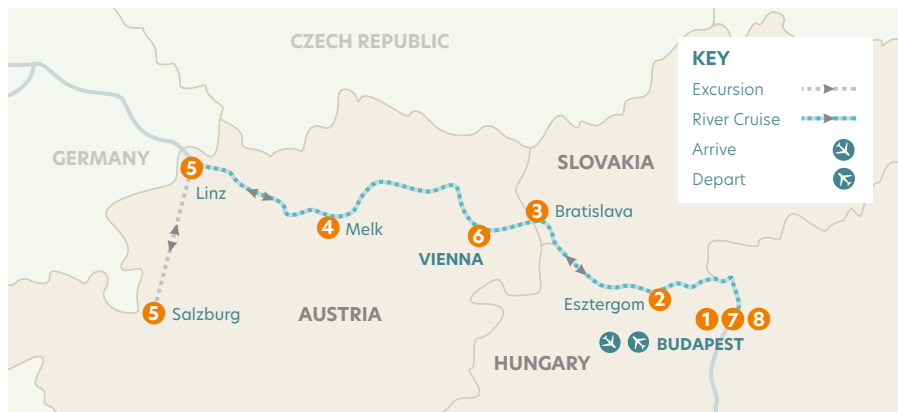 CZECH REPUBLIC
KEY
Excursion
River Cruise
Arrive
Depart
GERMANY
SLOVAKIA
5
Linz
3
Bratislava
4
Melk
6
VIENNA
5
Salzburg
AUSTRIA
Esztergom
2
1 7 8
BUDAPEST
HUNGARY